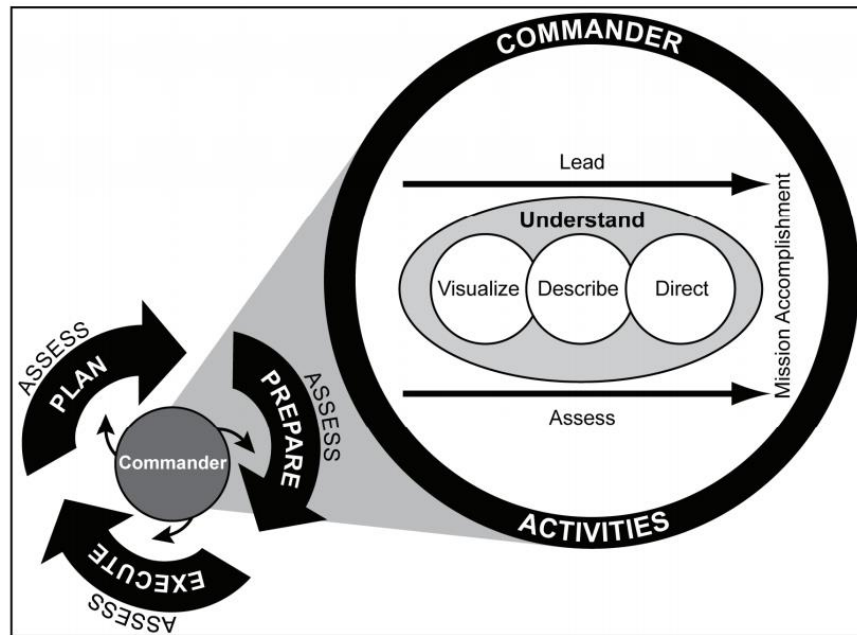 COMMANDER
Lead
Understand
Visualize
Describe
Direct
Mission Accomplishment
Assess
ACTIVITIES
ASSESS
PLAN
ASSESS
PREPARE
Commander
EXECUTE
ASSESS